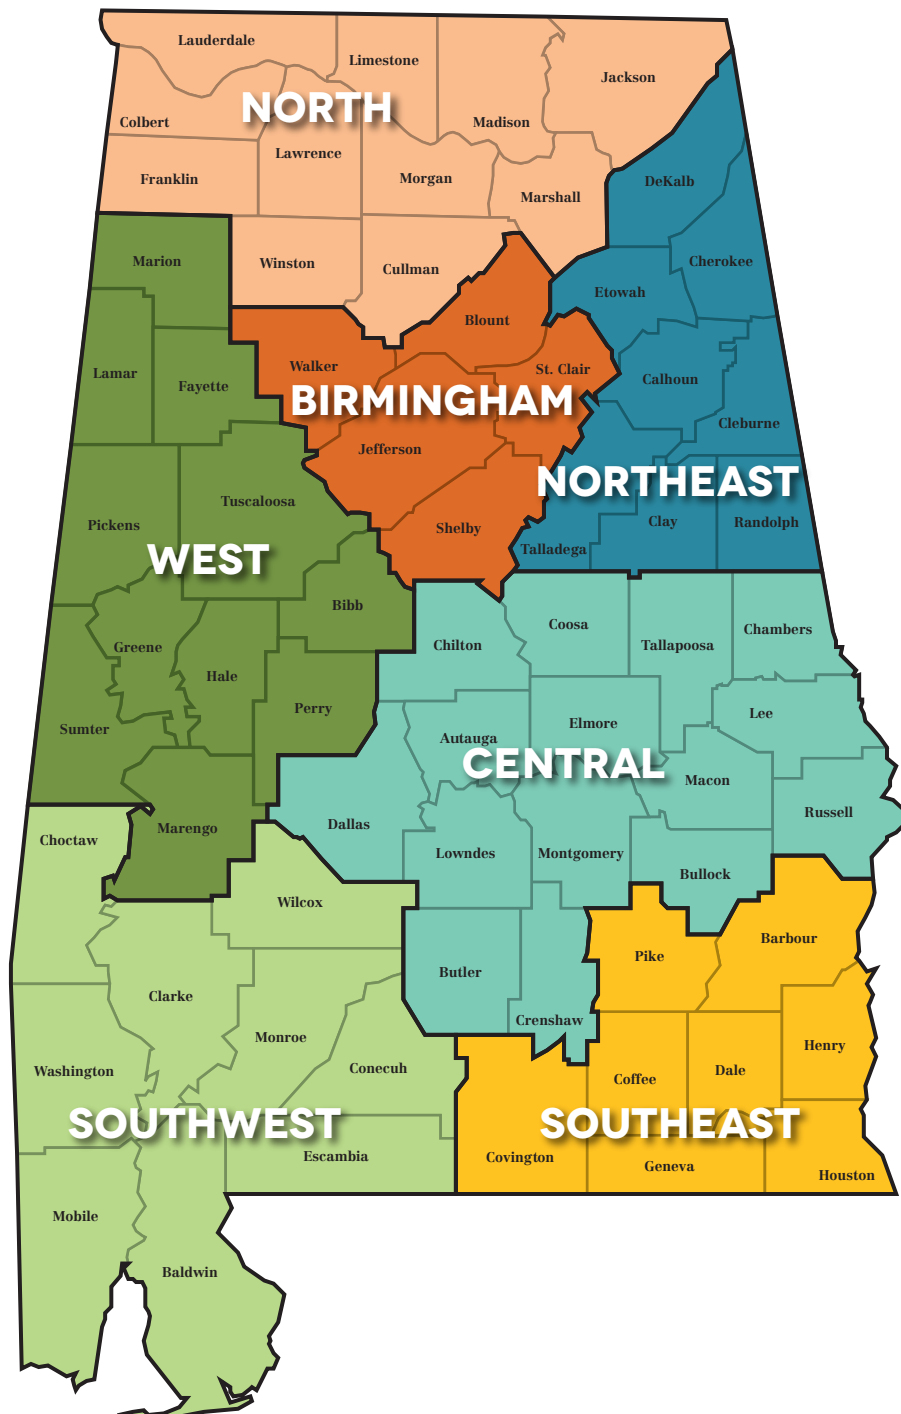 Lauderdale
Limestone
Jackson
NORTH
Colbert
Madison
Lawrence
Franklin
Morgan
Marshall
DeKalb
Marion
Winston
Cullman
Cherokee
Etowah
Blount
Lamar
Fayette
Walker
St. Clair
Calhoun
BIRMINGHAM
Cleburne
Jefferson
NORTHEAST
Tuscaloosa
Pickens
Shelby
Clay
Randolph
Talladega
WEST
Bibb
Greene
Chilton
Coosa
Tallapoosa
Chambers
Hale
Perry
Sumter
Autauga
Elmore
Lee
CENTRAL
Macon
Marengo
Dallas
Russell
Choctaw
Lowndes
Montgomery
Bullock
Wilcox
Pike
Barbour
Butler
Clarke
Crenshaw
Monroe
Henry
Washington
Conecuh
Coffee
Dale
SOUTHWEST
SOUTHEAST
Escambia
Covington
Geneva
Houston
Mobile
Baldwin